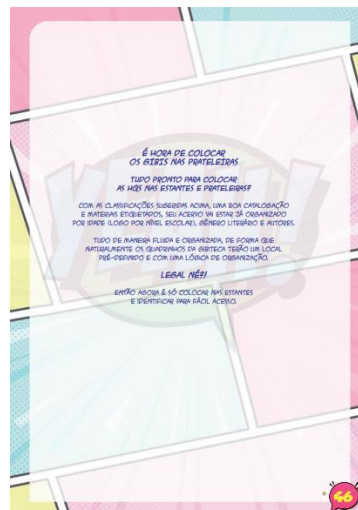 É HORA DE COLOCAR
OS GIBIS NAS PRATELEIRAS
TUDO PRONTO PARA COLOCAR
AS HQS NAS ESTANTES E PRATELEIRAS?
COM AS CLASSIFICAÇÕES SUGERIDAS ACIMA, UMA BOA CATALOGAÇÃO
E MATERIAS ETIQUETADOS, SEU ACERVO VAI ESTAR JÁ ORGANIZADO
POR IDADE (LOGO POR NÍVEL ESCOLAR), GÊNERO LITERÁRIO E AUTORES.
TUDO DE MANEIRA FLUIDA E ORGANIZADA, DE FORMA QUE
NATURALMENTE OS QUADRINHOS DA GIBITECA TERÃO UM LOCAL
PRÉ-DEFINIDO E COM UMA LÓGICA DE ORGANIZAÇÃO.
LEGAL NÉ?!
ENTÃO AGORA É SÓ COLOCAR NAS ESTANTES
E IDENTIFICAR PARA FÁCIL ACESSO.
46